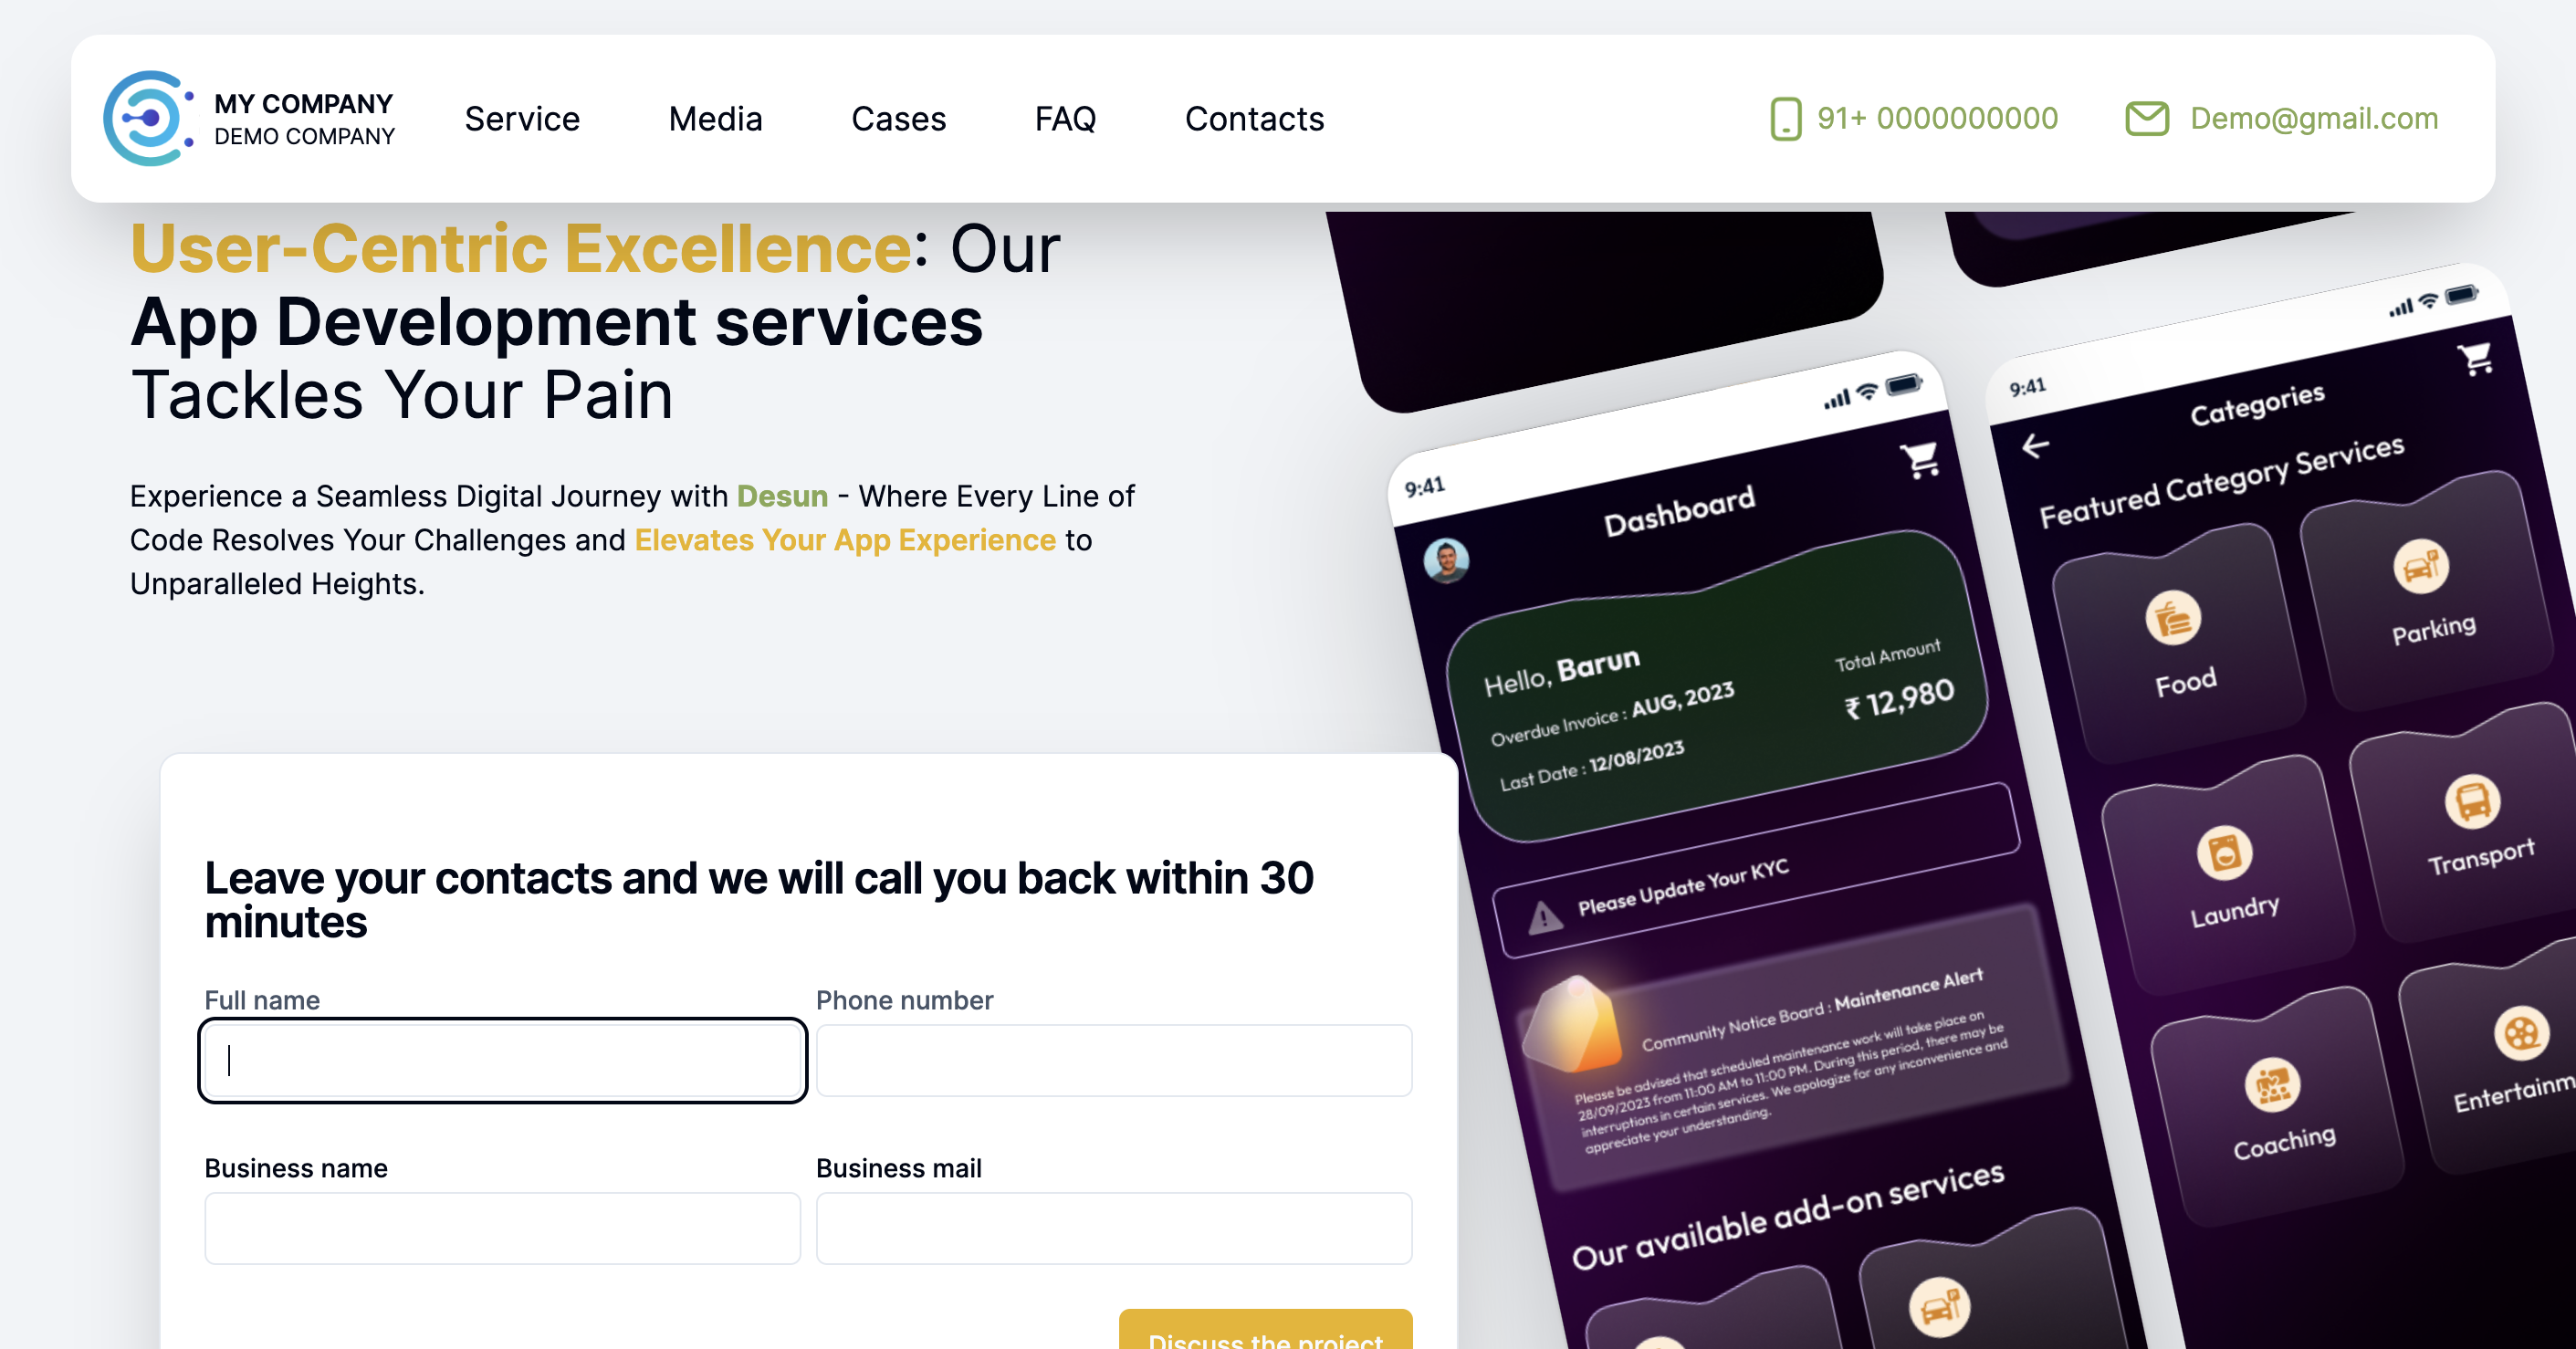 MY COMPANY
DEMO COMPANY
Service
Media
Cases
FAQ
Contacts
91+ 0000000000
Demo@gmail.com
User-Centric Excellence: Our
App Development services
Tackles Your Pain
Experience a Seamless Digital Journey with Desun - Where Every Line of
Code Resolves Your Challenges and Elevates Your App Experience to
Unparalleled Heights.
Leave your contacts and we will call you back within 30
minutes
Full name
Phone number
Business name
Business mail
Discuss the project
9:41
Dashboard
Hello, Barun
Overdue Invoice : AUG, 2023
Last Date : 12/08/2023
Total Amount
₹ 12,980
Please Update Your KYC
Community Notice Board : Maintenance Alert
Please be advised that scheduled maintenance work will take place on
28/09/2023 from 11:00 AM to 11:00 PM. During this period, there may be
interruptions in certain services. We apologize for any inconvenience and
appreciate your understanding.
Our available add-on services
9:41
Categories
Featured Category Services
Food
Parking
Laundry
Transport
Coaching
Entertainm